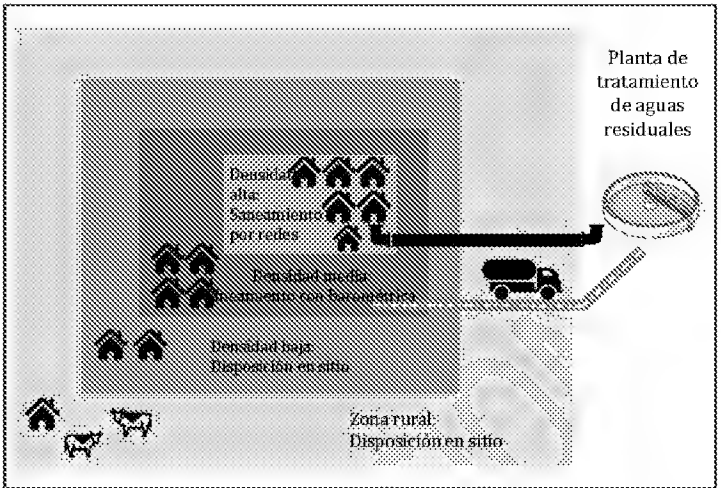 Planta de
tratamiento
de aguas
residuales
Densidad
alta:
Saneamiento
por redes
Densidad media:
Saneamiento con barométrica
Densidad baja:
Disposición en sitio
Zona rural:
Disposición en sitio